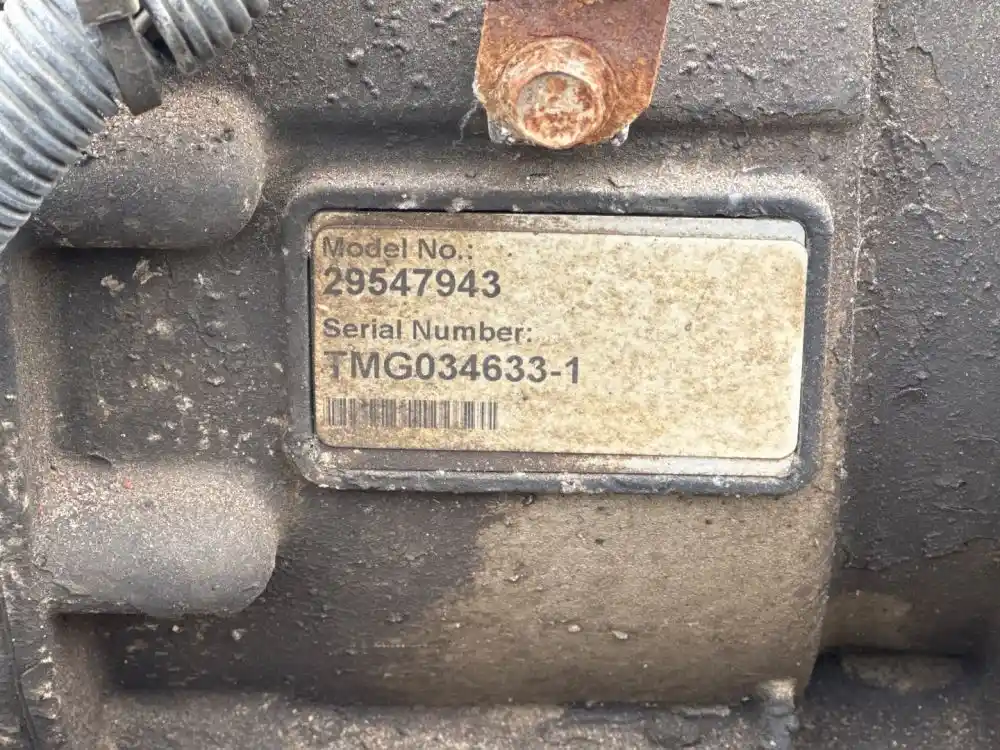 Model No.:
29547943
Serial Number:
TMG034633-1